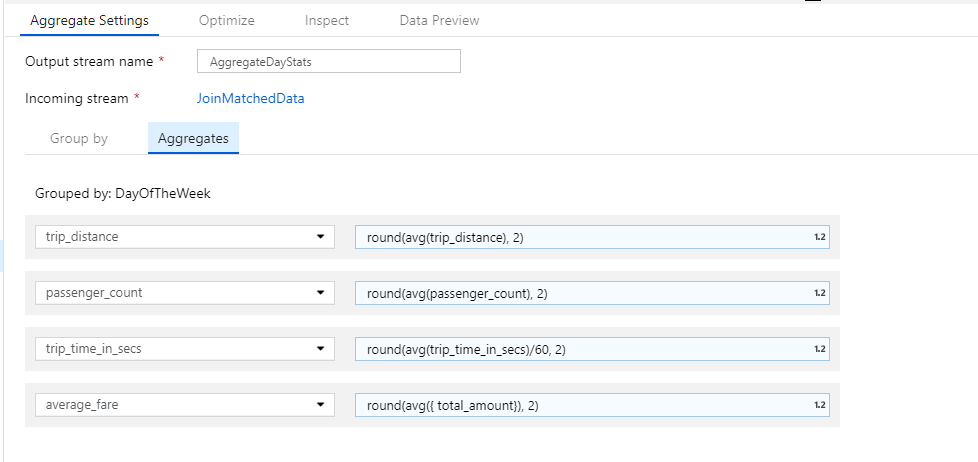 Aggregate Settings Optimize Inspect Data Preview
Output stream name * AggregateDayStats
Incoming stream * JoinMatchedData
Group by Aggregates
Grouped by: DayOfTheWeek
trip_distance round(avg(trip_distance), 2) 1.2
passenger_count round(avg(passenger_count), 2) 1.2
trip_time_in_secs round(avg(trip_time_in_secs)/60, 2) 1.2
average_fare round(avg({ total_amount}), 2) 1.2